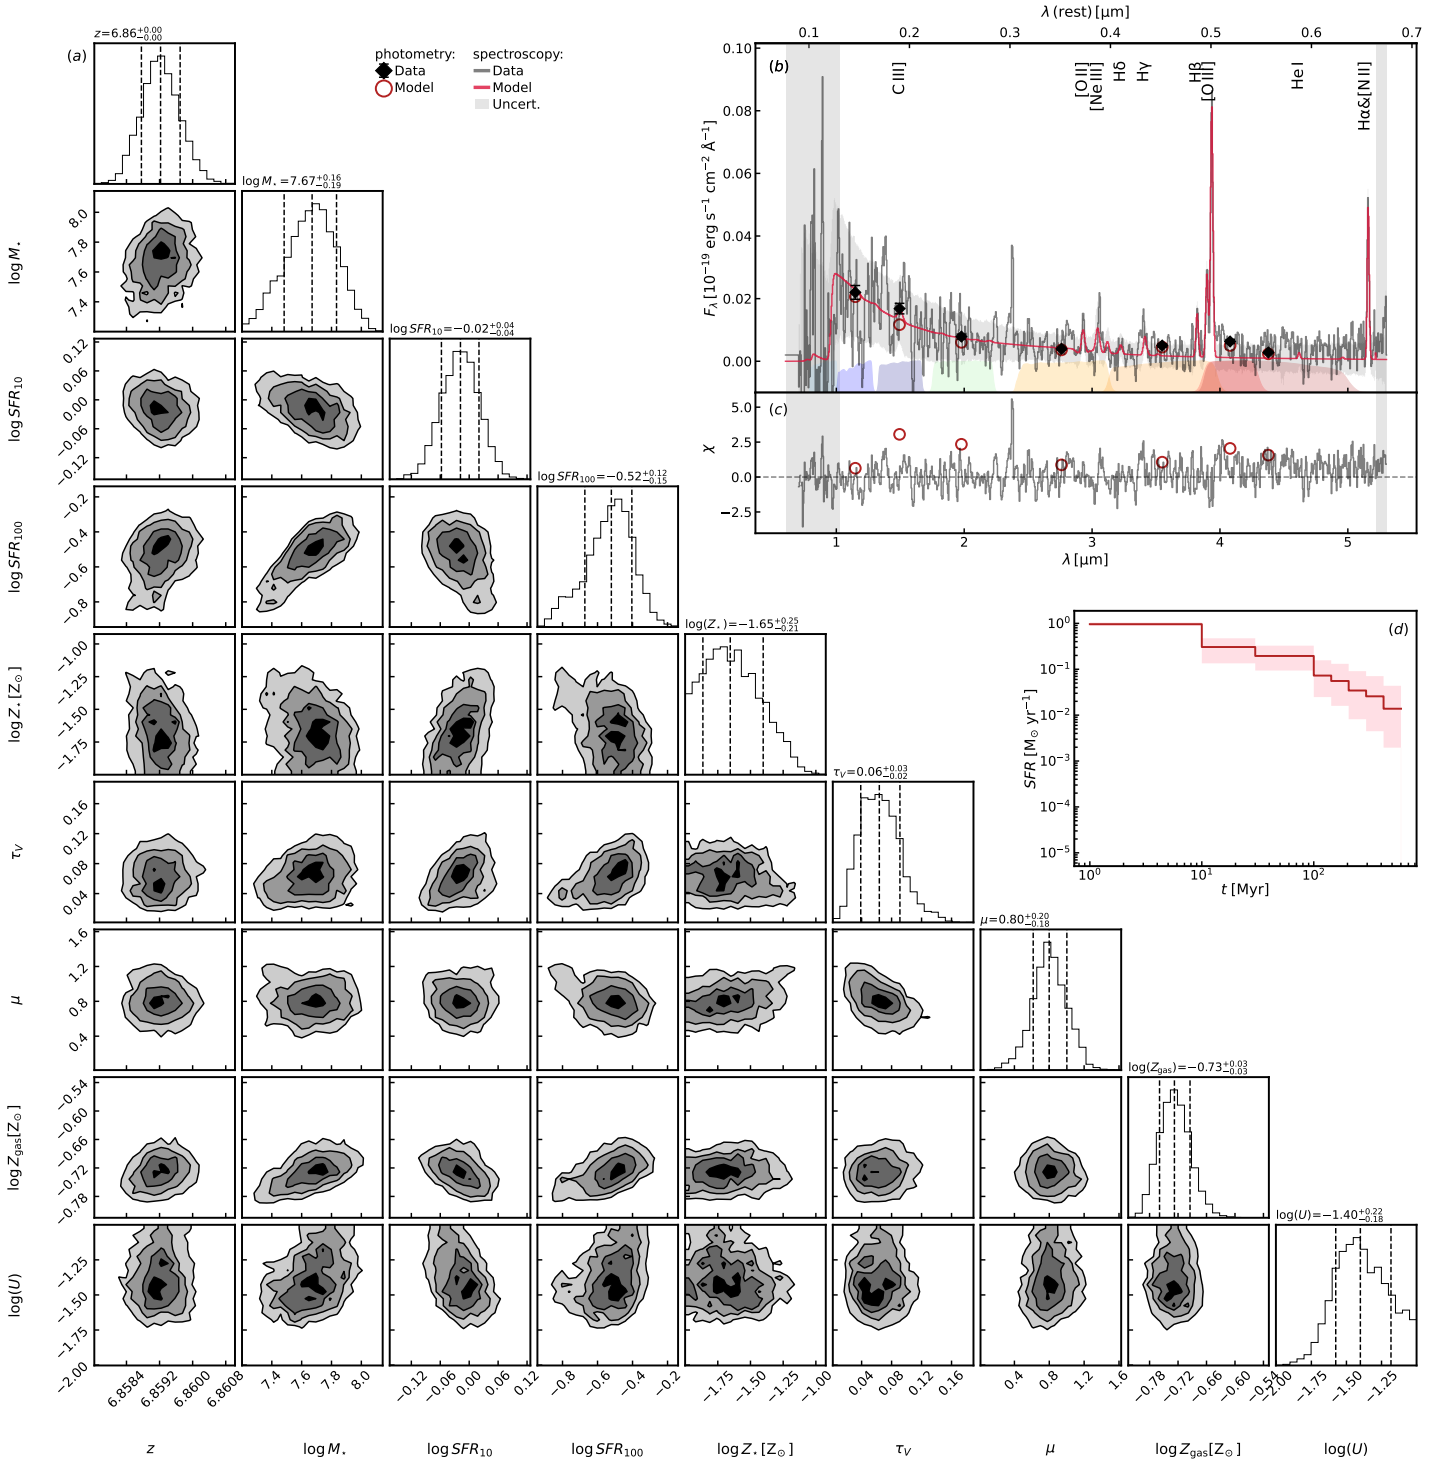 (a)
z=6.86+0.00−0.00
photometry:
Data
Model
spectroscopy:
Data
Model
Uncert.
λ (rest) [μm]
0.1 0.2 0.3 0.4 0.5 0.6 0.7
(b)
C III]
[O II]
[Ne III]
Hδ
Hγ
Hβ
[O III]
He I
Hα&[N II]
0.10
0.08
0.06
0.04
0.02
0.00
Fλ [10−19 erg s−1 cm−2 Å−1]
(c)
5.0
2.5
0.0
−2.5
χ
1 2 3 4 5
λ [μm]
(d)
100
10−1
10−2
10−3
10−4
10−5
SFR [M⊙ yr−1]
100 101 102
t [Myr]
log M⋆=7.67+0.16−0.19
8.0
7.8
7.6
7.4
log M⋆
log SFR10=−0.02+0.04−0.04
0.12
0.06
0.00
−0.06
−0.12
log SFR10
log SFR100=−0.52+0.12−0.15
−0.2
−0.4
−0.6
−0.8
log SFR100
log(Z⋆)=−1.65+0.25−0.21
−1.00
−1.25
−1.50
−1.75
log Z⋆[Z⊙]
τV=0.06+0.03−0.02
0.16
0.12
0.08
0.04
τV
μ=0.80+0.20−0.18
1.6
1.2
0.8
0.4
μ
log(Zgas)=−0.73+0.03−0.03
−0.54
−0.60
−0.66
−0.72
−0.78
log Zgas[Z⊙]
log(U)=−1.40+0.22−0.18
−1.25
−1.50
−1.75
−2.00
log(U)
6.8584 6.8592 6.8600 6.8608
7.4 7.6 7.8 8.0
−0.12 −0.06 0.00 0.06 0.12
−0.8 −0.6 −0.4 −0.2
−1.75 −1.50 −1.25 −1.00
0.04 0.08 0.12 0.16
0.4 0.8 1.2 1.6
−0.78 −0.72 −0.66 −0.60 −0.54
−2.00 −1.75 −1.50 −1.25
z log M⋆ log SFR10 log SFR100 log Z⋆[Z⊙] τV μ log Zgas[Z⊙] log(U)